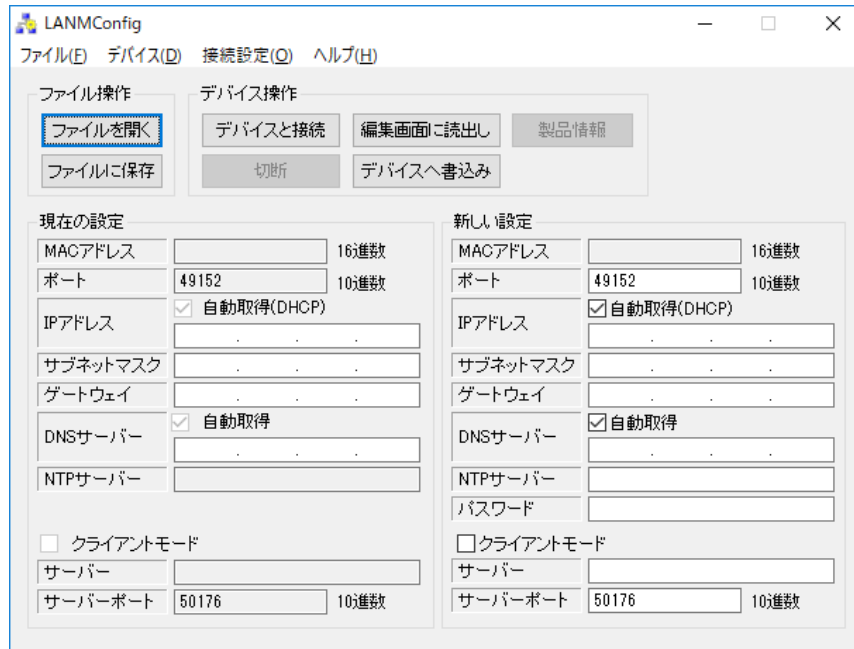 LANMConfig
ファイル(F) デバイス(D) 接続設定(O) ヘルプ(H)
ファイル操作 デバイス操作
ファイルを開く デバイスと接続 編集画面に読出し 製品情報
ファイルに保存 切断 デバイスへ書込み
現在の設定
MACアドレス 16進数
ポート 49152 10進数
IPアドレス 自動取得(DHCP)
サブネットマスク
ゲートウェイ
DNSサーバー 自動取得
NTPサーバー
クライアントモード
サーバー
サーバーポート 50176 10進数
新しい設定
MACアドレス 16進数
ポート 49152 10進数
IPアドレス 自動取得(DHCP)
サブネットマスク
ゲートウェイ
DNSサーバー 自動取得
NTPサーバー
パスワード
クライアントモード
サーバー
サーバーポート 50176 10進数